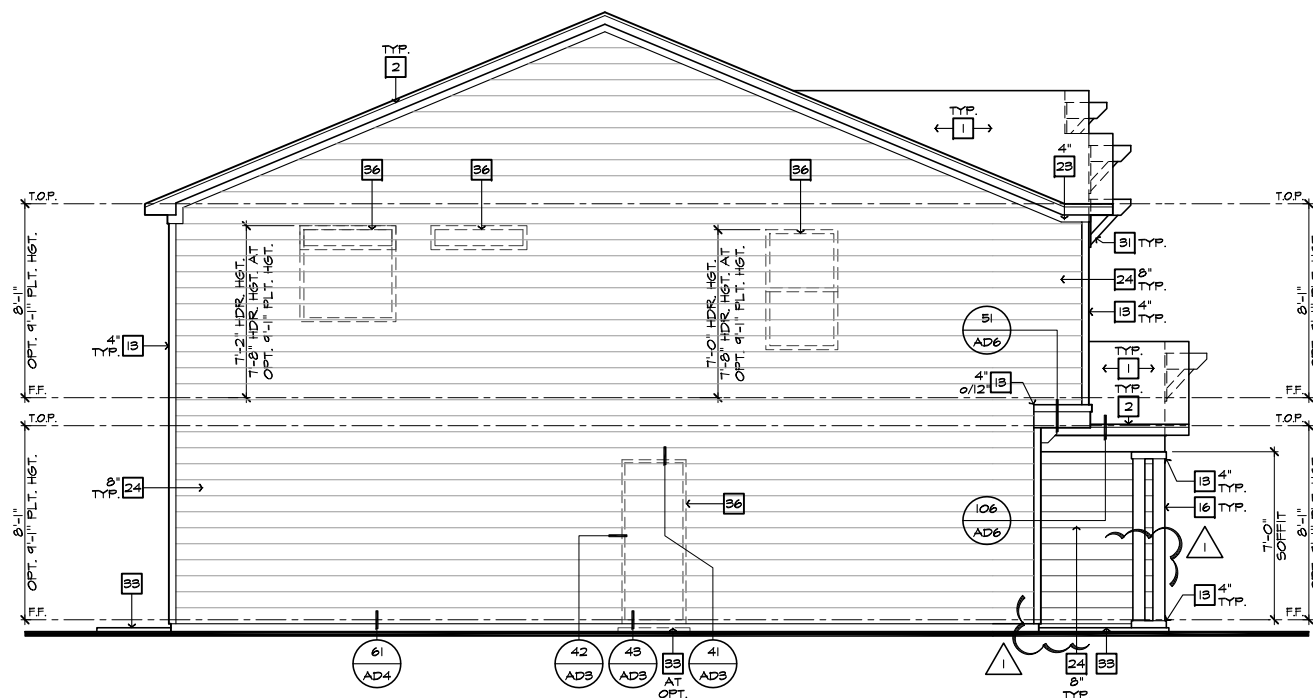 TYP.
2
TYP.
1
4"
23
36
36
36
T.O.P.
T.O.P.
31 TYP.
8"
24 TYP.
4"
13 TYP.
8'-1"
OPT. 9'-1" PLT. HGT.
7'-2" HDR. HGT.
7'-8" HDR. HGT. AT
OPT. 9'-1" PLT. HGT.
7'-0" HDR. HGT.
7'-8" HDR. HGT. AT
OPT. 9'-1" PLT. HGT.
8'-1"
4"
TYP. 13
51
AD6
TYP.
1
TYP.
2
4"
0/12" 13
F.F.
F.F.
T.O.P.
T.O.P.
8'-1"
OPT. 9'-1" PLT. HGT.
8"
TYP. 24
36
106
AD6
4"
13 TYP.
16 TYP.
7'-0"
SOFFIT
8'-1"
1
33
4"
13 TYP.
F.F.
F.F.
61
AD4
42
AD3
43
AD3
33
AT
OPT.
41
AD3
1
24
8"
TYP
33